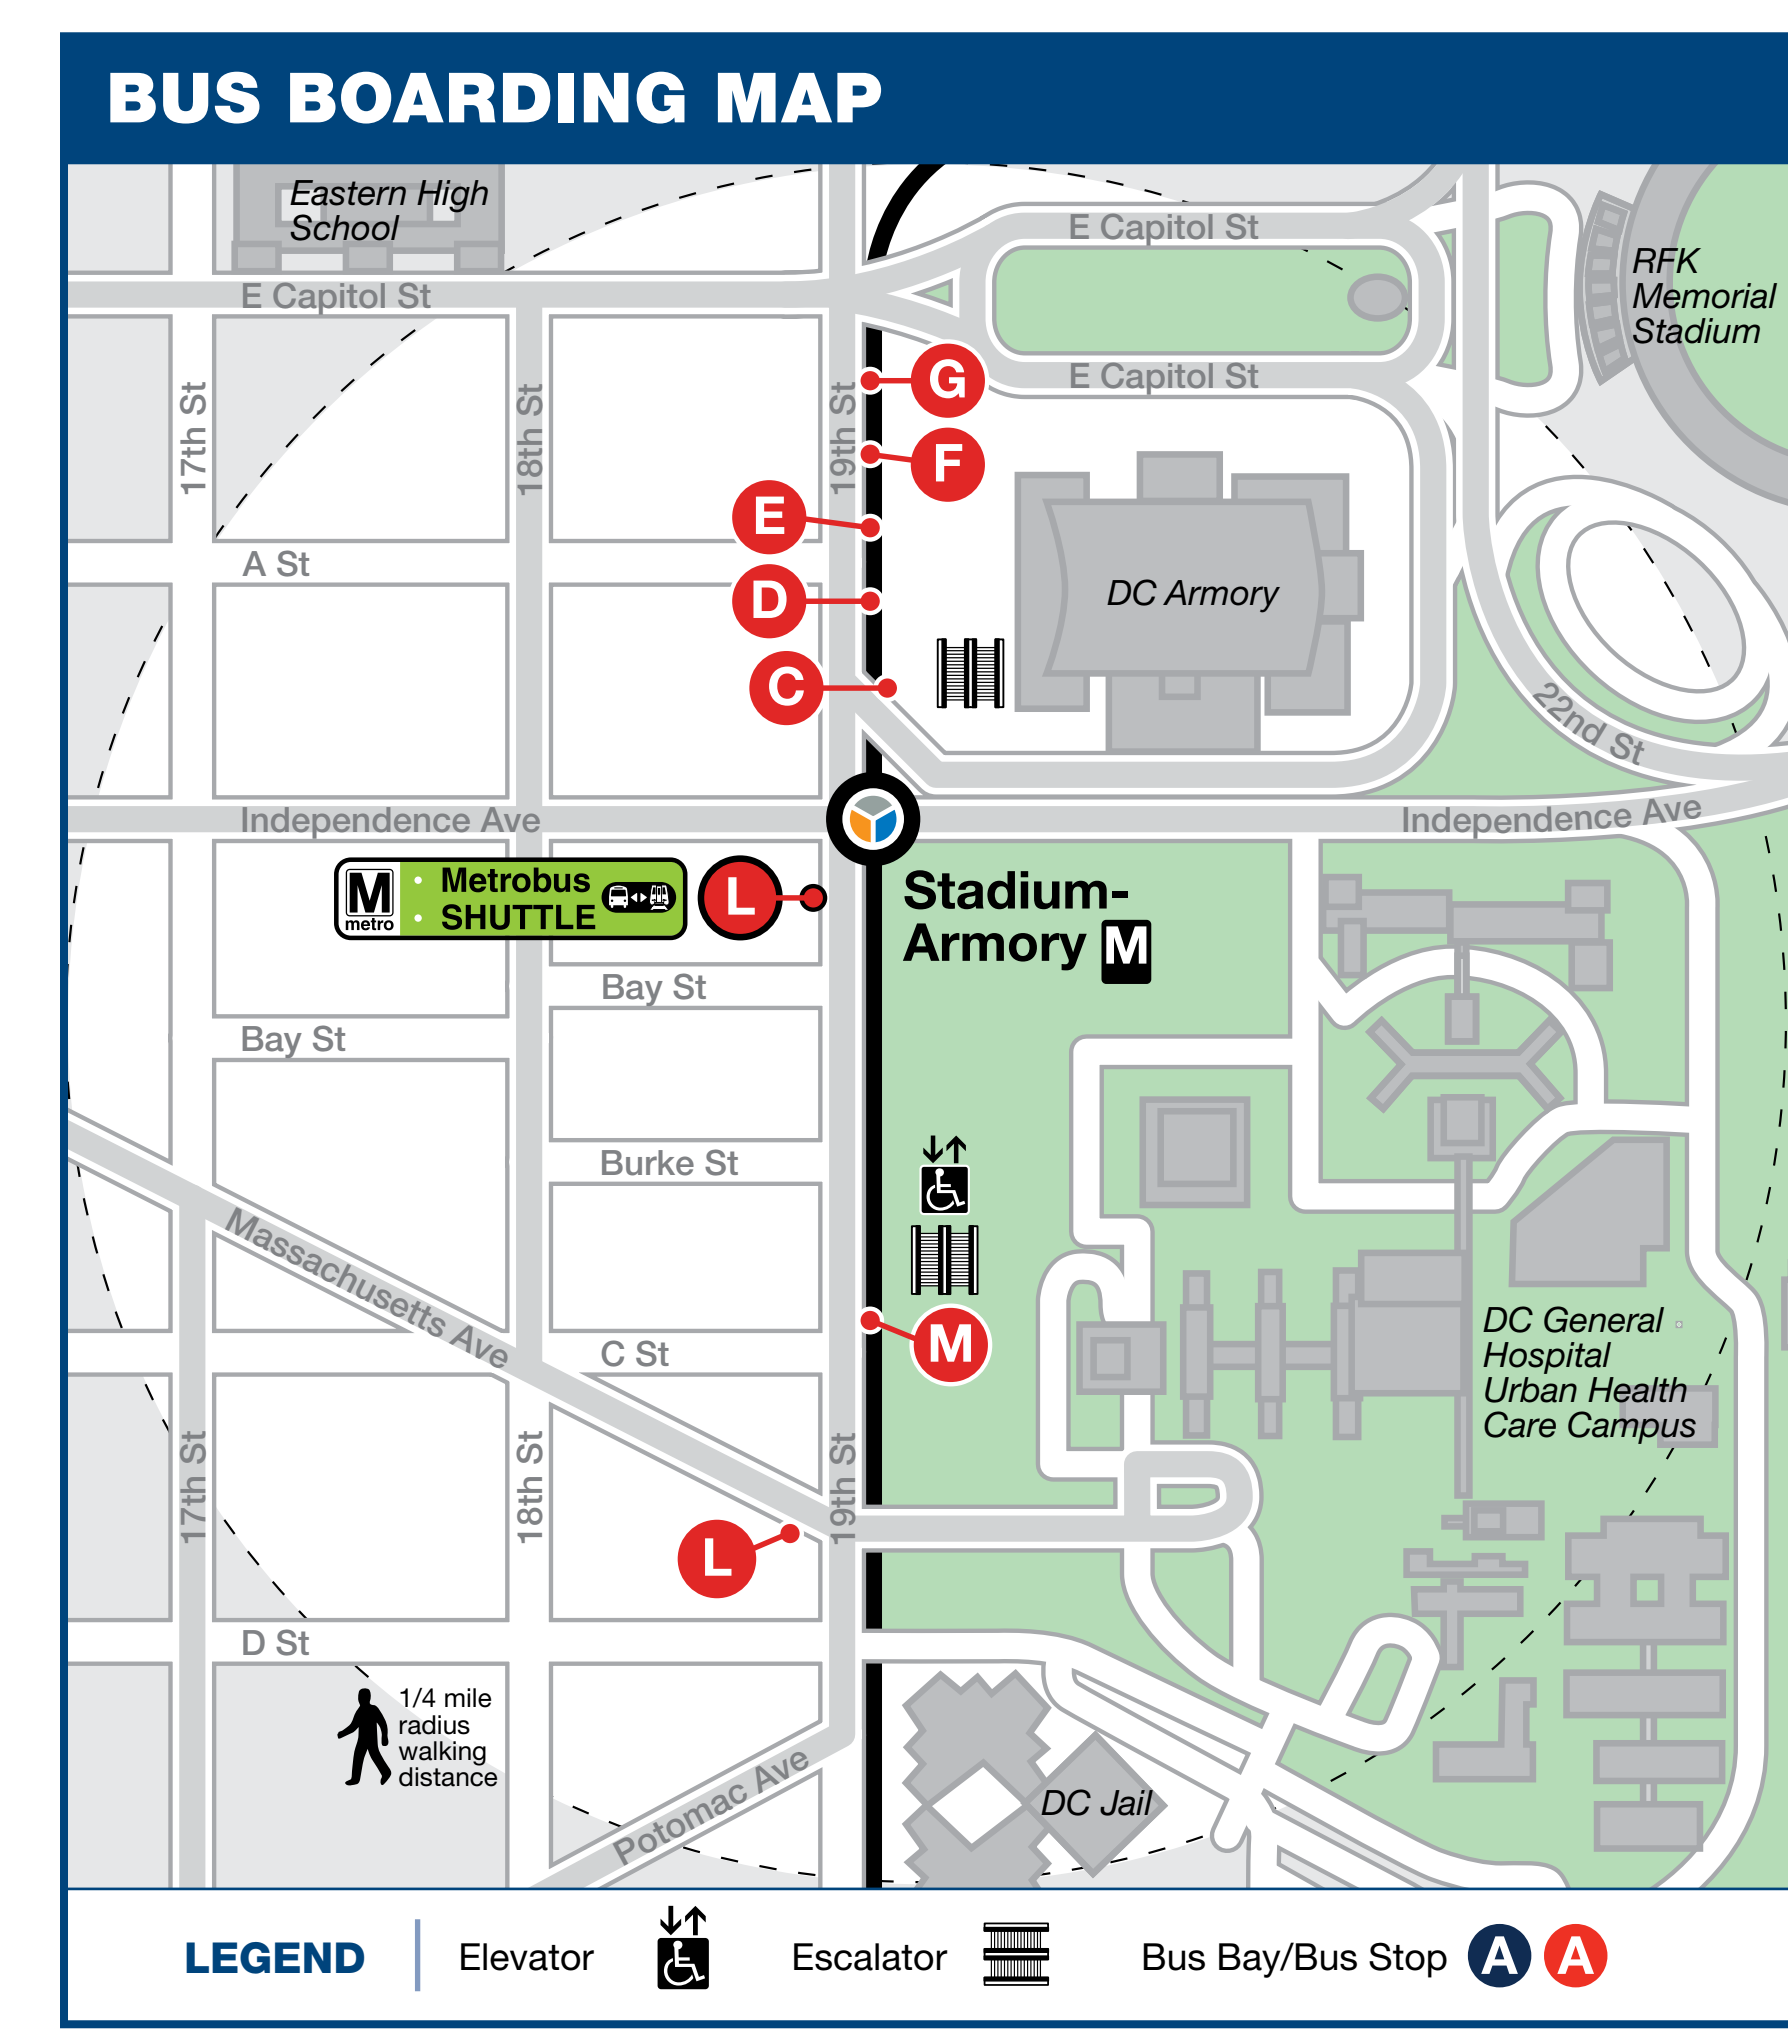 BUS BOARDING MAP
Eastern High
School
E Capitol St
E Capitol St
E Capitol St
RFK
Memorial
Stadium
17th St
18th St
19th St
G
F
E
D
C
A St
DC Armory
22nd St
Independence Ave
Independence Ave
M
metro
• Metrobus
• SHUTTLE
L
Stadium-
Armory M
Bay St
Bay St
Burke St
Massachusetts Ave
C St
M
DC General
Hospital
Urban Health
Care Campus
17th St
18th St
19th St
L
D St
1/4 mile
radius
walking
distance
Potomac Ave
DC Jail
LEGEND
Elevator
Escalator
Bus Bay/Bus Stop A A